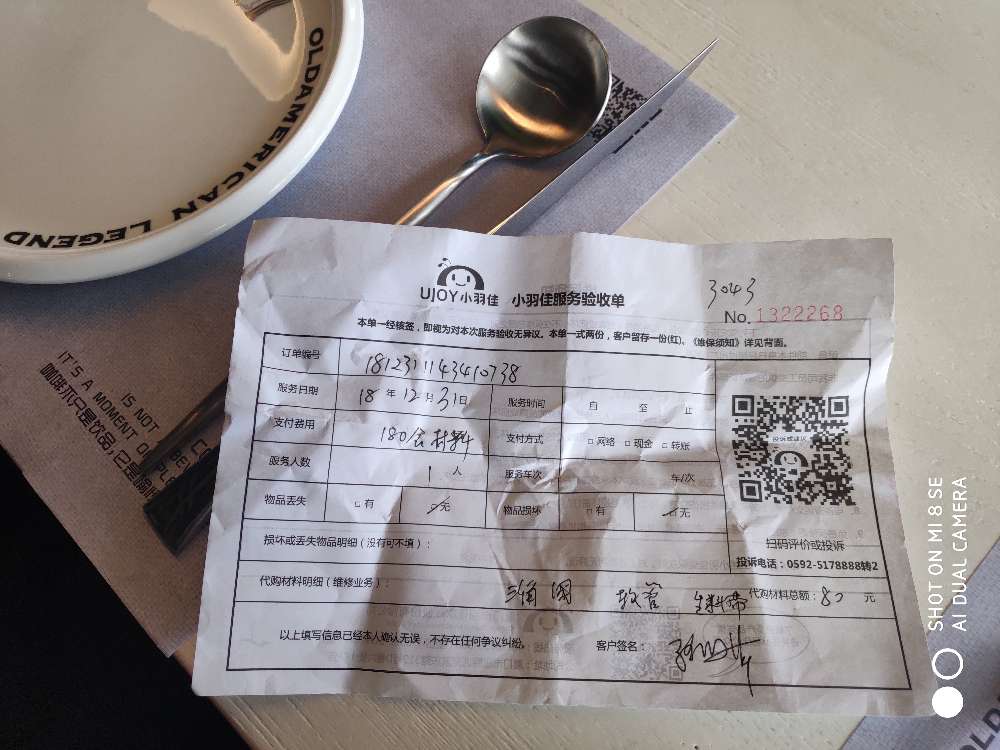 OLDAMERICAN LEGEND
IT'S A MOMENT OF PLE
IS NOT
UJOY小羽佳 小羽佳服务验收单
3043
No.1322268
本单一经核签，即视为对本次服务验收无异议。本单一式两份，客户留存一份(红)。《维保须知》详见背面。
订单编号 181231143410738
服务日期 18 年 12 月 31 日 服务时间 自 至 止
支付费用 180含材料 支付方式 □网络 □现金 □转账
服务人数 1 人 服务车次 车/次
物品丢失 □有 □无 物品损坏 □有 □无
损坏或丢失物品明细（没有可不填）：
代购材料明细（维修业务）： 三角阀 软管 生料带 代购材料总额：80 元
以上填写信息已经本人确认无误，不存在任何争议纠纷。 客户签名：
投诉或建议
扫码评价或投诉
投诉电话：0592-5178888转2
SHOT ON MI 8 SE
AI DUAL CAMERA